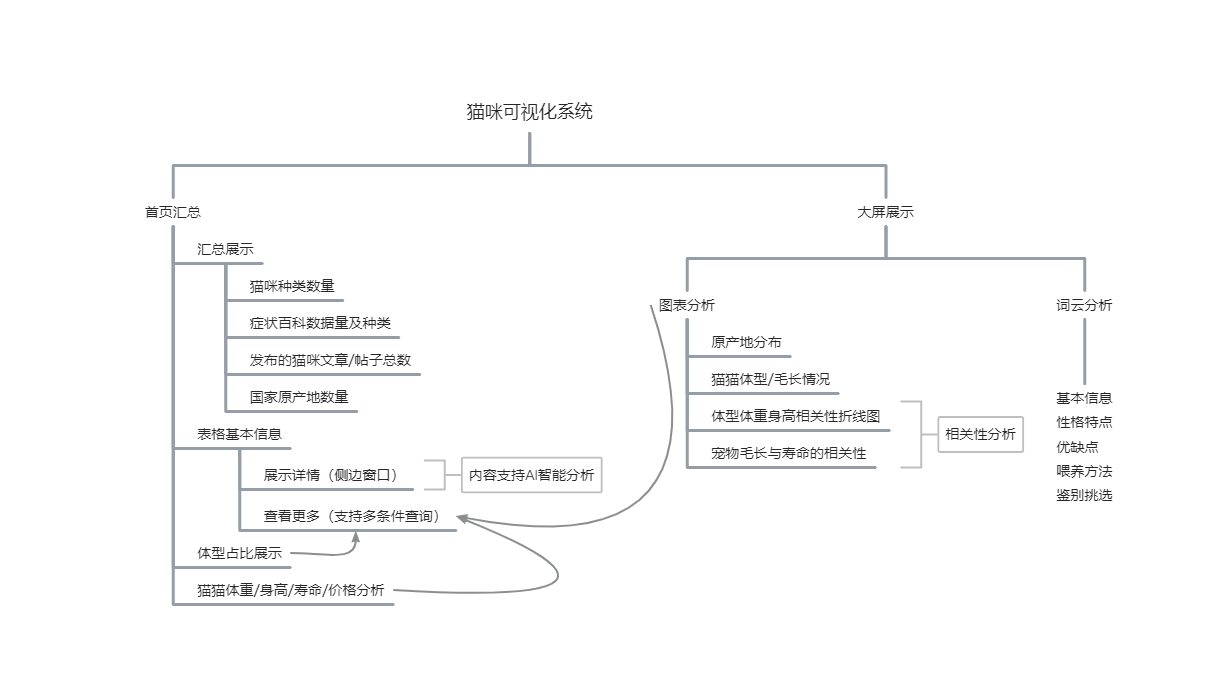 猫咪可视化系统
首页汇总
汇总展示
猫咪种类数量
症状百科数据量及种类
发布的猫咪文章/帖子总数
国家原产地数量
表格基本信息
展示详情（侧边窗口）
内容支持AI智能分析
查看更多（支持多条件查询）
体型占比展示
猫猫体重/身高/寿命/价格分析
大屏展示
图表分析
原产地分布
猫猫体型/毛长情况
体型体重身高相关性折线图
宠物毛长与寿命的相关性
相关性分析
词云分析
基本信息
性格特点
优缺点
喂养方法
鉴别挑选